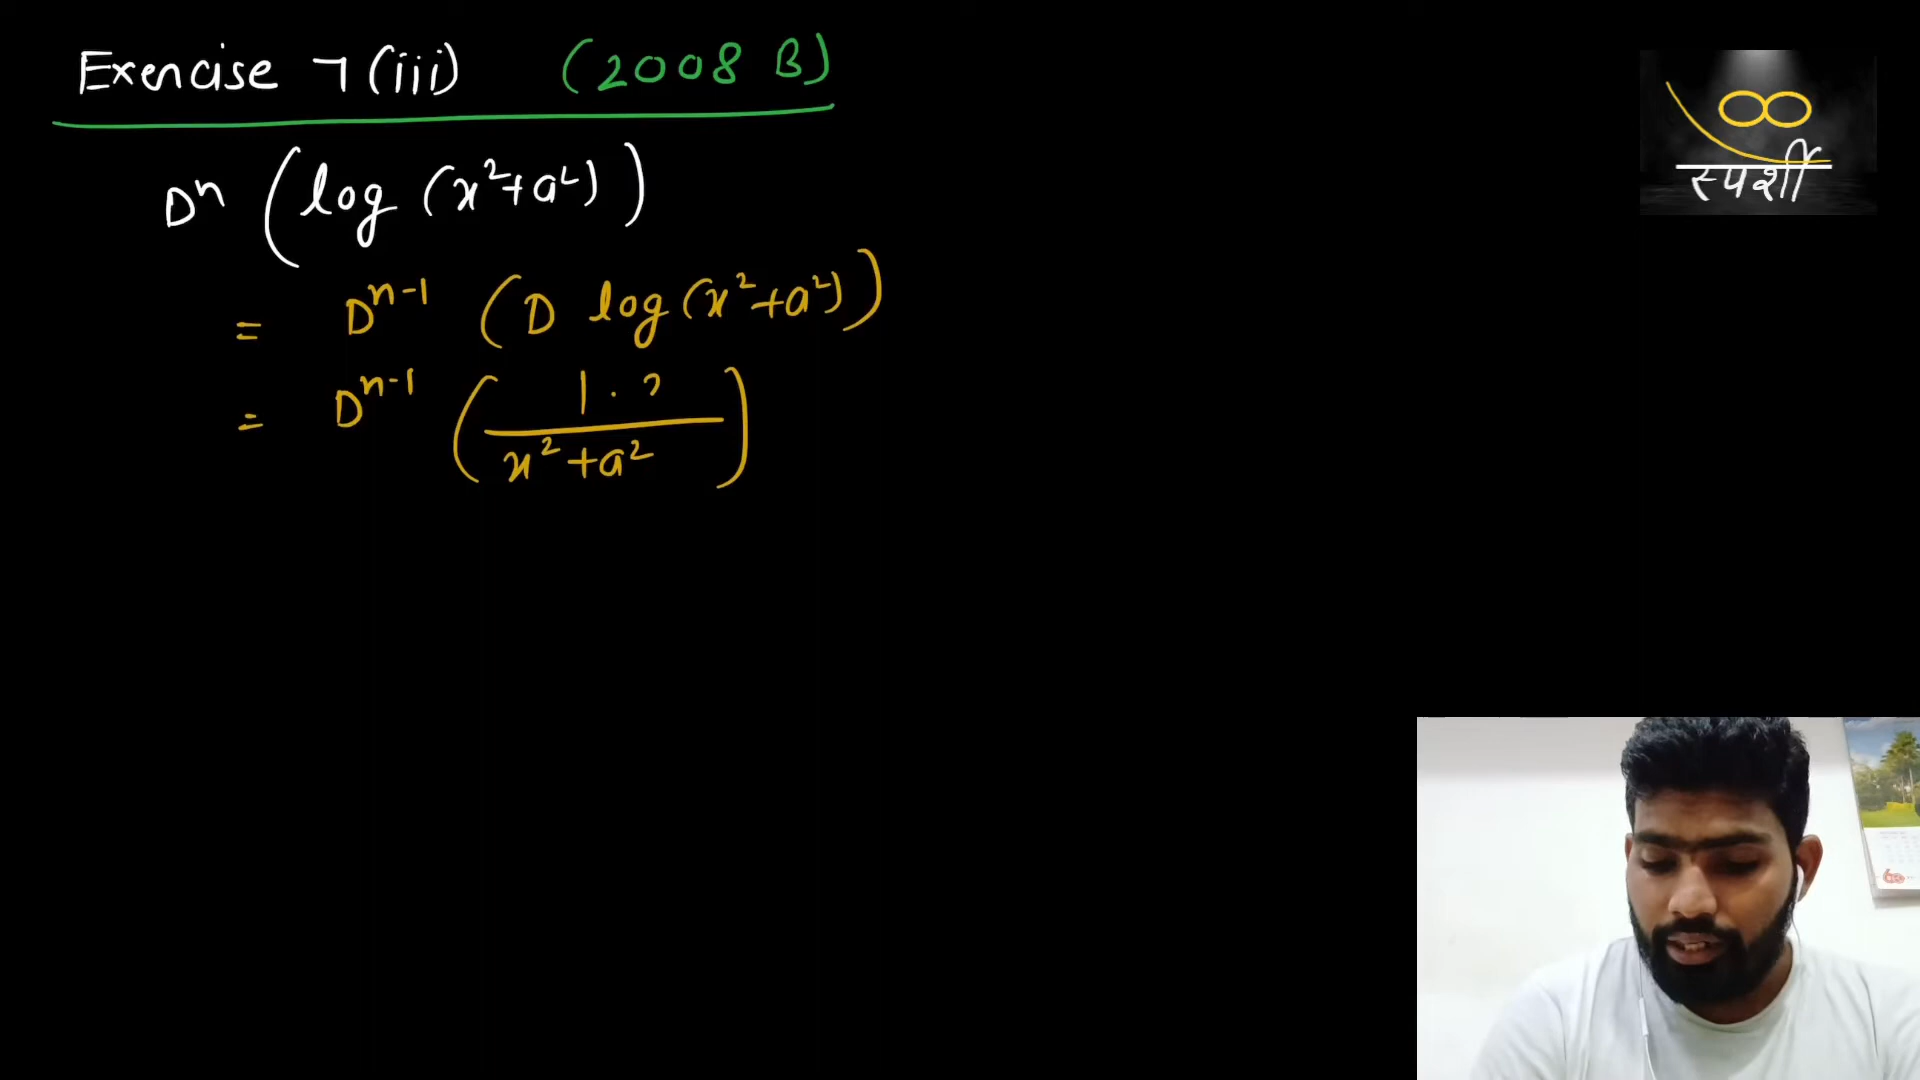 Exercise 7(iii) (2008 B)
स्पर्शी
Dⁿ (log (x²+a²))
= Dⁿ⁻¹ (D log (x²+a²))
= Dⁿ⁻¹ (1 · 2 / x²+a²)